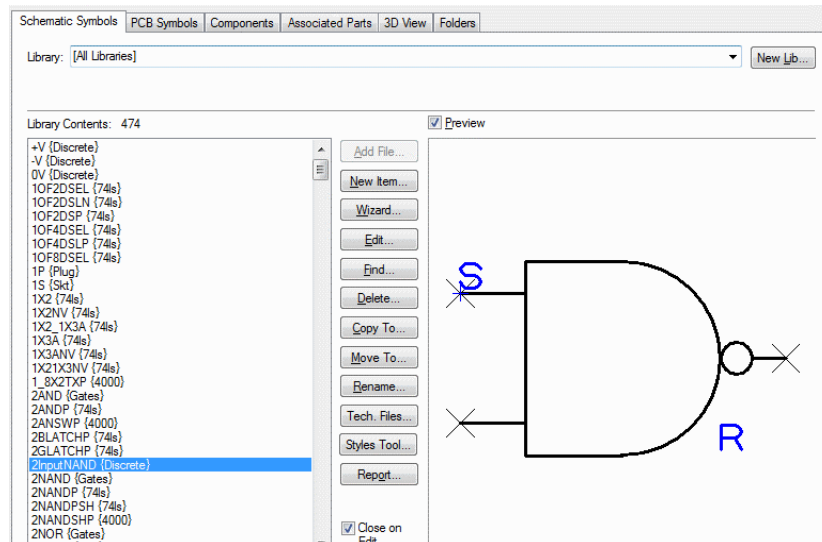 Schematic Symbols PCB Symbols Components Associated Parts 3D View Folders
Library: [All Libraries] New Lib...
Library Contents: 474
Preview
+V {Discrete}
-V {Discrete}
0V {Discrete}
1OF2DSEL {74ls}
1OF2DSLN {74ls}
1OF2DSP {74ls}
1OF4DSEL {74ls}
1OF4DSLP {74ls}
1OF8DSEL {74ls}
1P {Plug}
1S {Skt}
1X2 {74ls}
1X2NV {74ls}
1X2_1X3A {74ls}
1X3A {74ls}
1X3ANV {74ls}
1X21X3NV {74ls}
1_8X2TXP {4000}
2AND {Gates}
2ANDP {74ls}
2ANSWP {4000}
2BLATCHP {74ls}
2GLATCHP {74ls}
2InputNAND {Discrete}
2NAND {Gates}
2NANDP {74ls}
2NANDPSH {74ls}
2NANDSHP {4000}
2NOR {Gates}
Add File...
New Item...
Wizard...
Edit...
Find...
Delete...
Copy To...
Move To...
Rename...
Tech. Files...
Styles Tool...
Report...
Close on
Edit
S
R